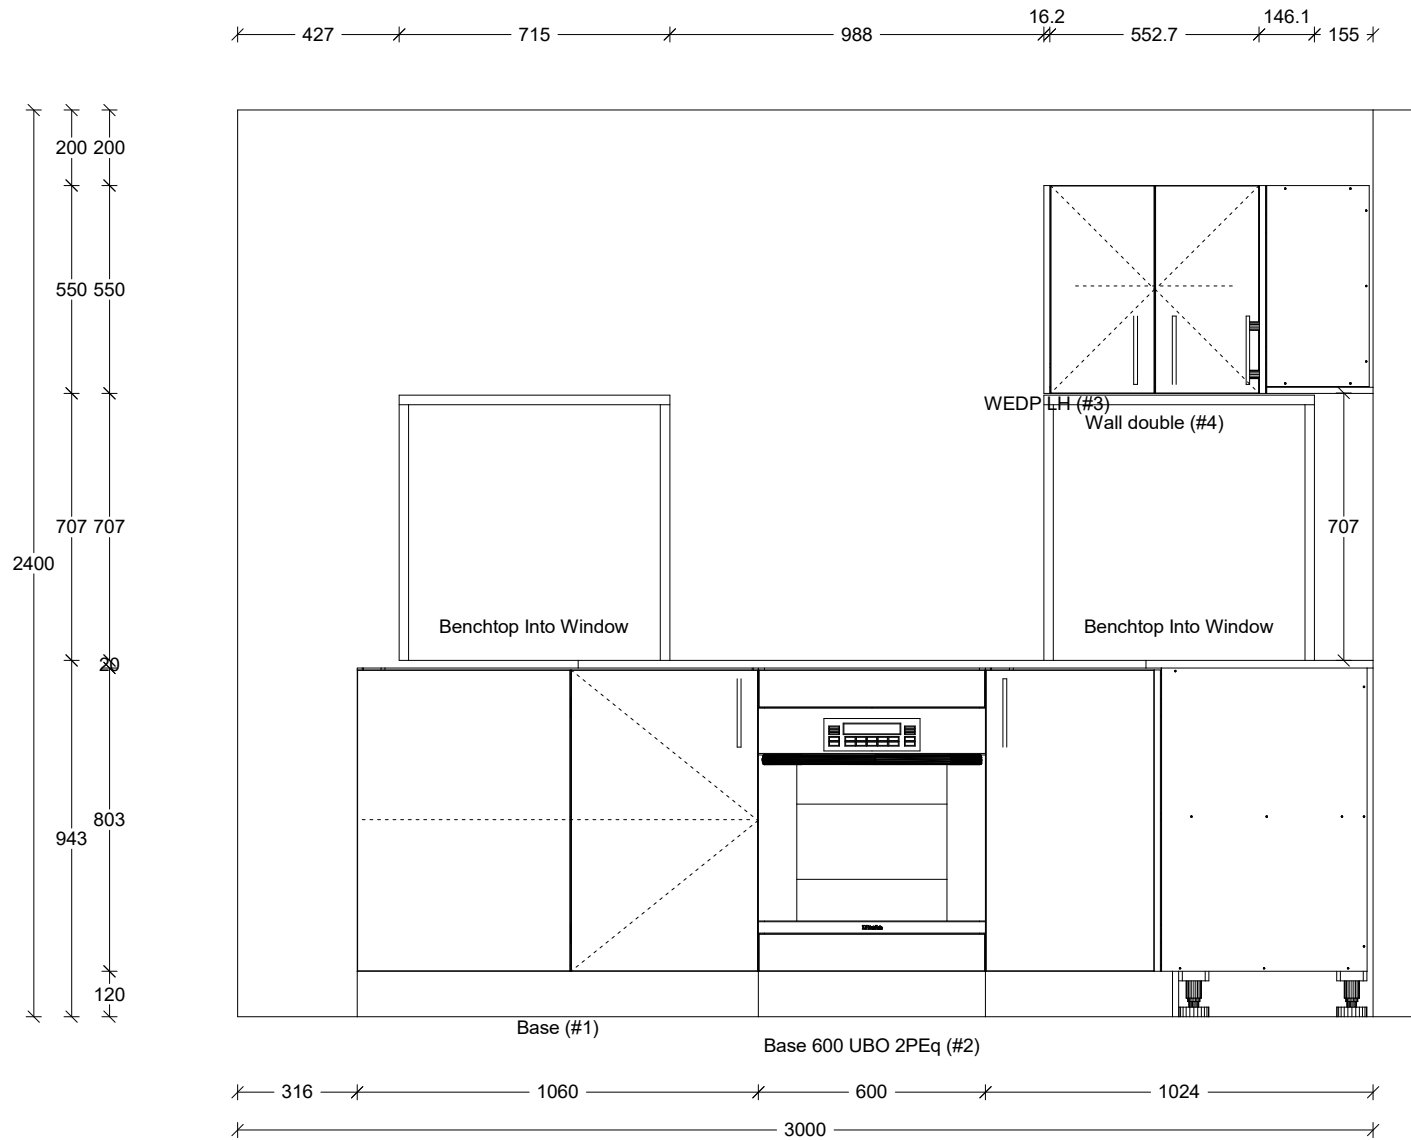 16.2 146.1
427 715 988 552.7 155
200 200
550 550
WEDP LH (#3)
Wall double (#4)
707 707 707
2400
Benchtop Into Window Benchtop Into Window
20
803
943
120
Base (#1)
Base 600 UBO 2PEq (#2)
316 1060 600 1024
3000